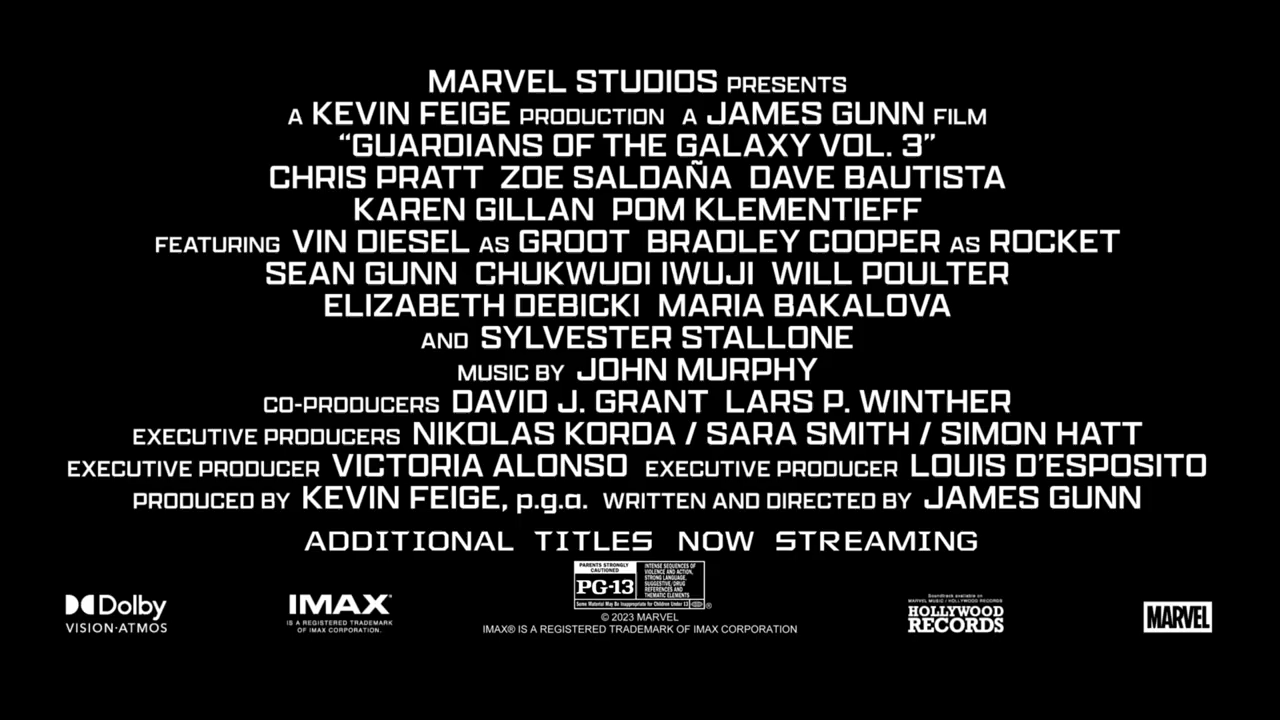 MARVEL STUDIOS PRESENTS
A KEVIN FEIGE PRODUCTION A JAMES GUNN FILM
“GUARDIANS OF THE GALAXY VOL. 3”
CHRIS PRATT ZOE SALDAÑA DAVE BAUTISTA
KAREN GILLAN POM KLEMENTIEFF
FEATURING VIN DIESEL AS GROOT BRADLEY COOPER AS ROCKET
SEAN GUNN CHUKWUDI IWUJI WILL POULTER
ELIZABETH DEBICKI MARIA BAKALOVA
AND SYLVESTER STALLONE
MUSIC BY JOHN MURPHY
CO-PRODUCERS DAVID J. GRANT LARS P. WINTHER
EXECUTIVE PRODUCERS NIKOLAS KORDA / SARA SMITH / SIMON HATT
EXECUTIVE PRODUCER VICTORIA ALONSO EXECUTIVE PRODUCER LOUIS D’ESPOSITO
PRODUCED BY KEVIN FEIGE, p.g.a. WRITTEN AND DIRECTED BY JAMES GUNN
ADDITIONAL TITLES NOW STREAMING
Dolby
VISION·ATMOS
IMAX®
IS A REGISTERED TRADEMARK
OF IMAX CORPORATION.
PARENTS STRONGLY
CAUTIONED
PG-13
INTENSE SEQUENCES OF
VIOLENCE AND ACTION,
STRONG LANGUAGE,
SUGGESTIVE/DRUG
REFERENCES AND
THEMATIC ELEMENTS
Some Material May Be Inappropriate for Children Under 13
®
© 2023 MARVEL
IMAX® IS A REGISTERED TRADEMARK OF IMAX CORPORATION
Soundtrack available on
MARVEL MUSIC / HOLLYWOOD RECORDS
HOLLYWOOD
RECORDS
MARVEL